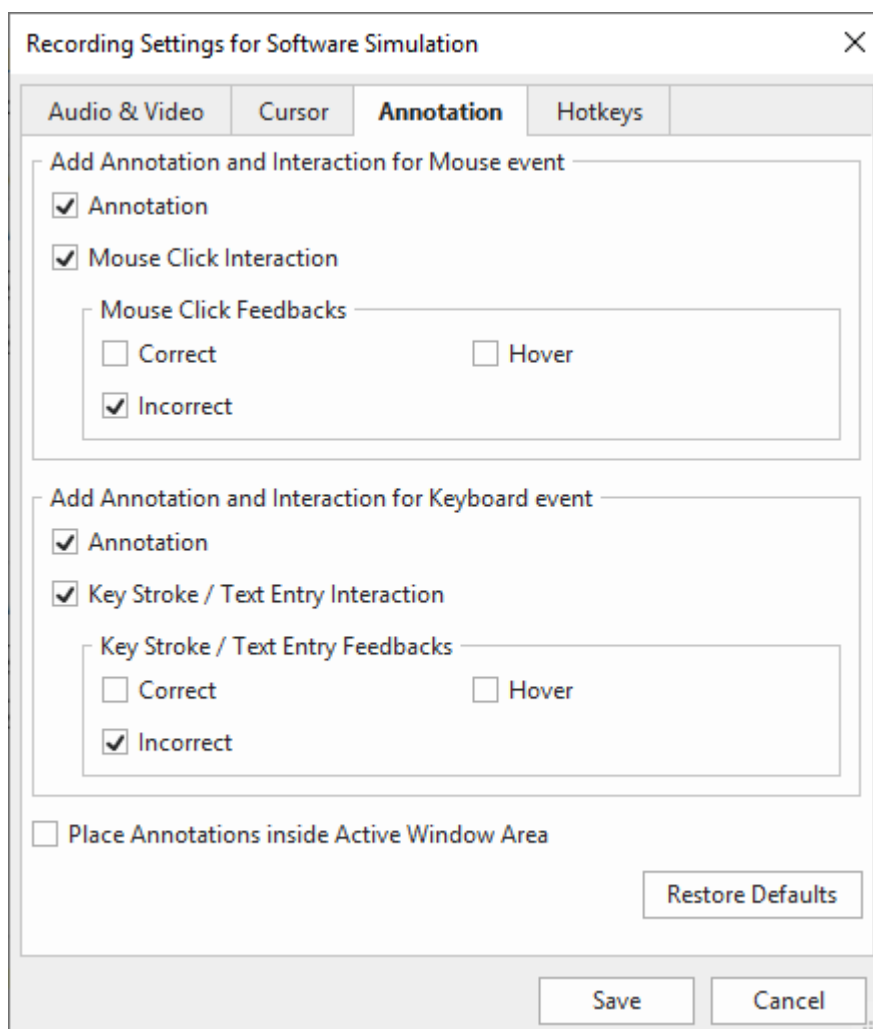 Recording Settings for Software Simulation
Audio & Video Cursor Annotation Hotkeys
Add Annotation and Interaction for Mouse event
Annotation
Mouse Click Interaction
Mouse Click Feedbacks
Correct Hover
Incorrect
Add Annotation and Interaction for Keyboard event
Annotation
Key Stroke / Text Entry Interaction
Key Stroke / Text Entry Feedbacks
Correct Hover
Incorrect
Place Annotations inside Active Window Area
Restore Defaults
Save Cancel